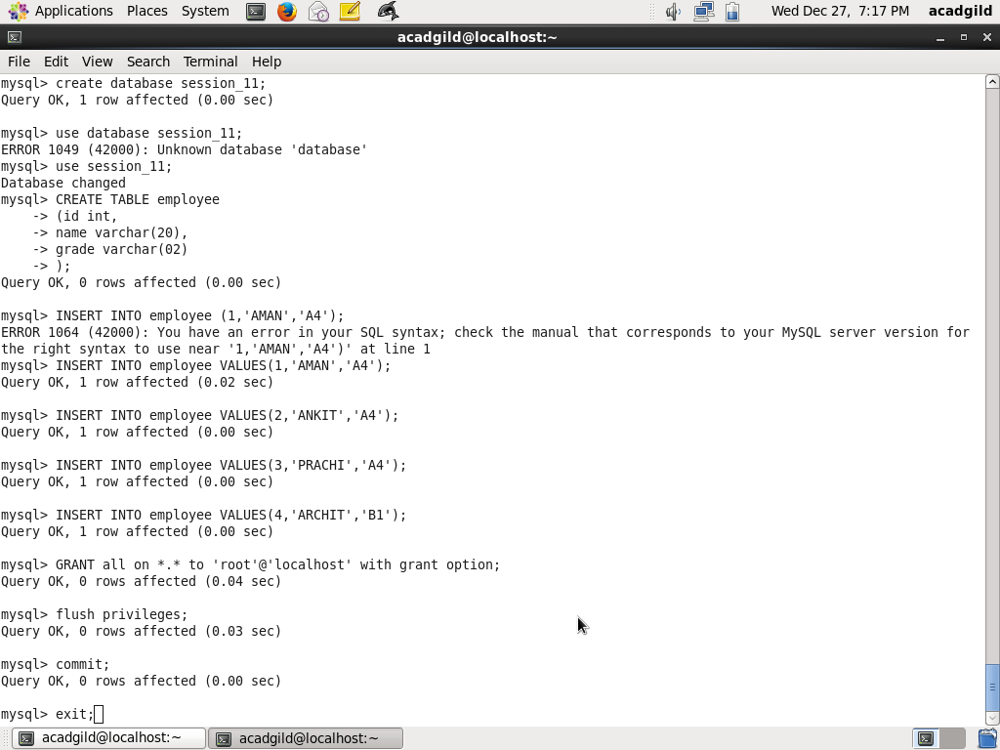 Applications Places System Wed Dec 27, 7:17 PM acadgild
acadgild@localhost:~
File Edit View Search Terminal Help
mysql> create database session_11;
Query OK, 1 row affected (0.00 sec)
mysql> use database session_11;
ERROR 1049 (42000): Unknown database 'database'
mysql> use session_11;
Database changed
mysql> CREATE TABLE employee
    -> (id int,
    -> name varchar(20),
    -> grade varchar(02)
    -> );
Query OK, 0 rows affected (0.00 sec)
mysql> INSERT INTO employee (1,'AMAN','A4');
ERROR 1064 (42000): You have an error in your SQL syntax; check the manual that corresponds to your MySQL server version for
the right syntax to use near '1,'AMAN','A4')' at line 1
mysql> INSERT INTO employee VALUES(1,'AMAN','A4');
Query OK, 1 row affected (0.02 sec)
mysql> INSERT INTO employee VALUES(2,'ANKIT','A4');
Query OK, 1 row affected (0.00 sec)
mysql> INSERT INTO employee VALUES(3,'PRACHI','A4');
Query OK, 1 row affected (0.00 sec)
mysql> INSERT INTO employee VALUES(4,'ARCHIT','B1');
Query OK, 1 row affected (0.00 sec)
mysql> GRANT all on *.* to 'root'@'localhost' with grant option;
Query OK, 0 rows affected (0.04 sec)
mysql> flush privileges;
Query OK, 0 rows affected (0.03 sec)
mysql> commit;
Query OK, 0 rows affected (0.00 sec)
mysql> exit;
acadgild@localhost:~ acadgild@localhost:~